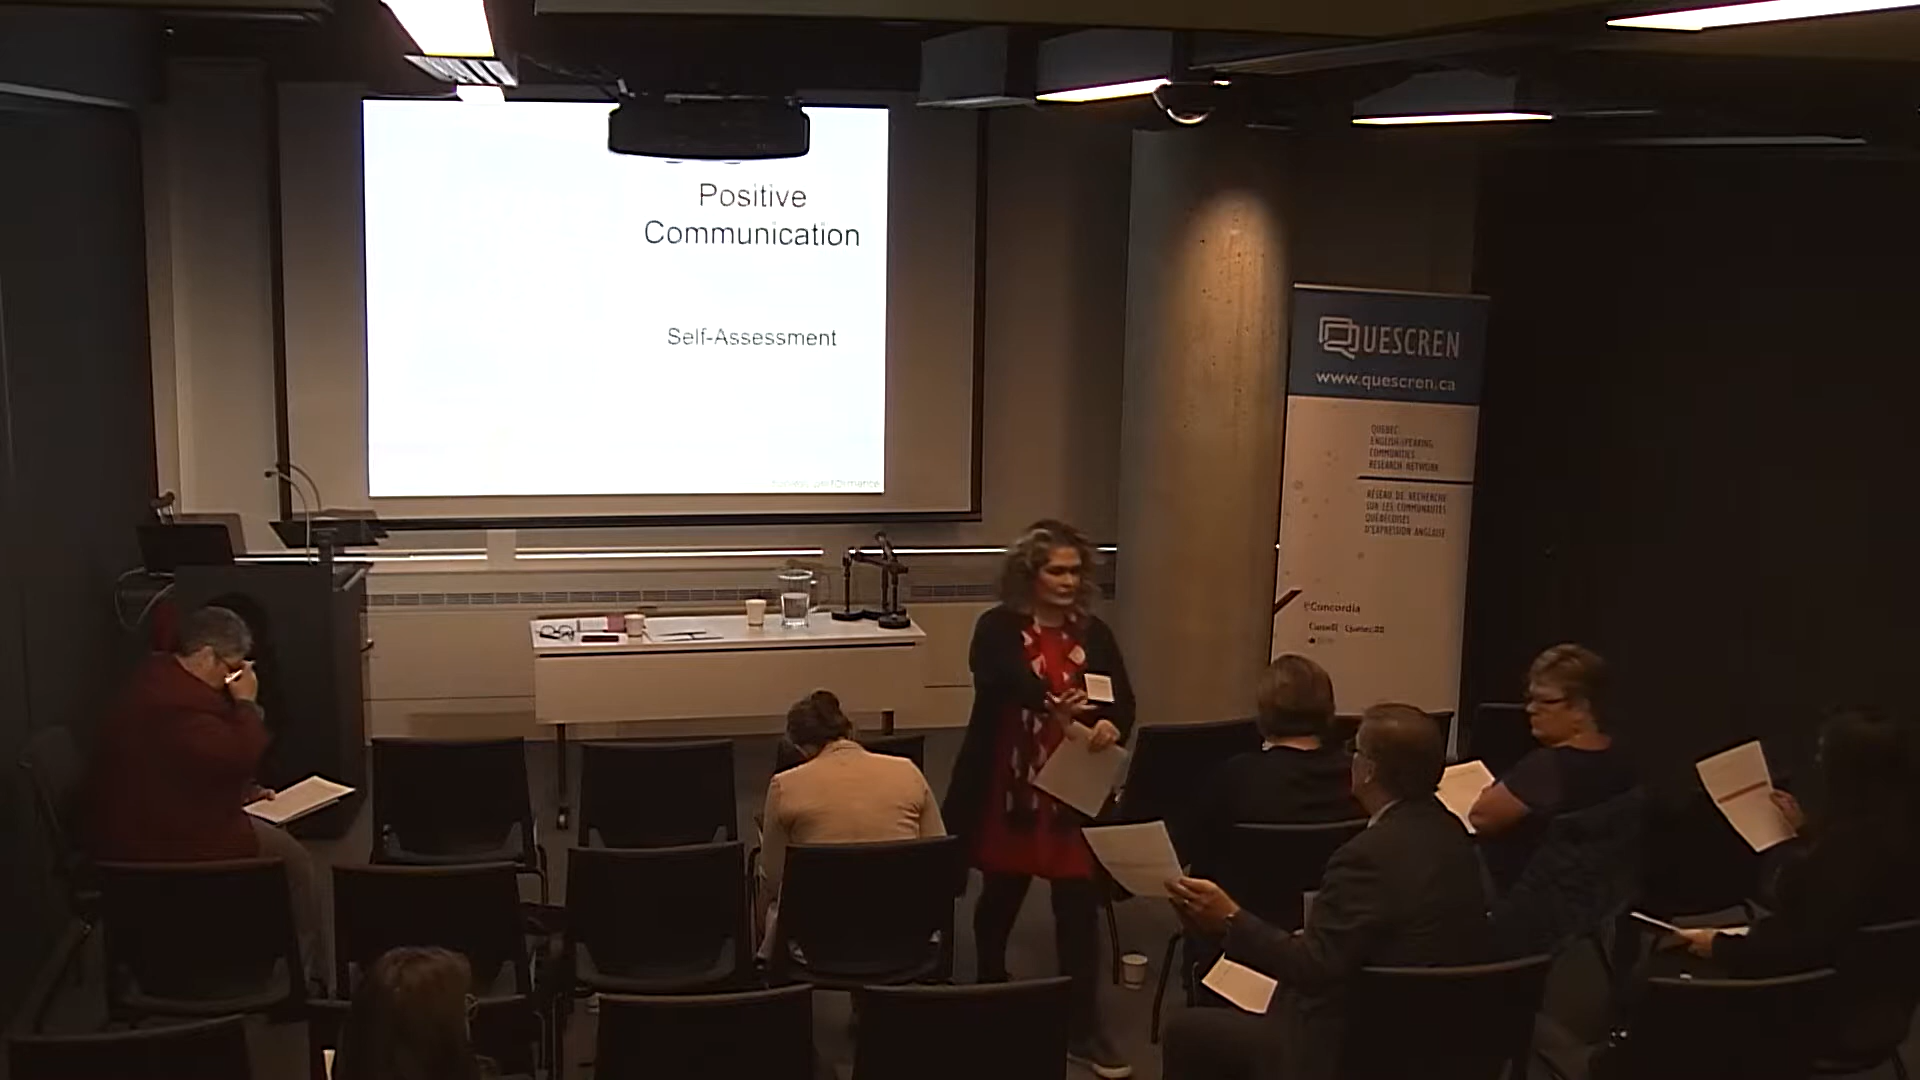 Positive
Communication
Self-Assessment
QUESCREN
www.quescren.ca
QUEBEC
ENGLISH-SPEAKING
COMMUNITIES
RESEARCH NETWORK
RÉSEAU DE RECHERCHE
SUR LES COMMUNAUTÉS
QUÉBÉCOISES
D'EXPRESSION ANGLAISE
Concordia